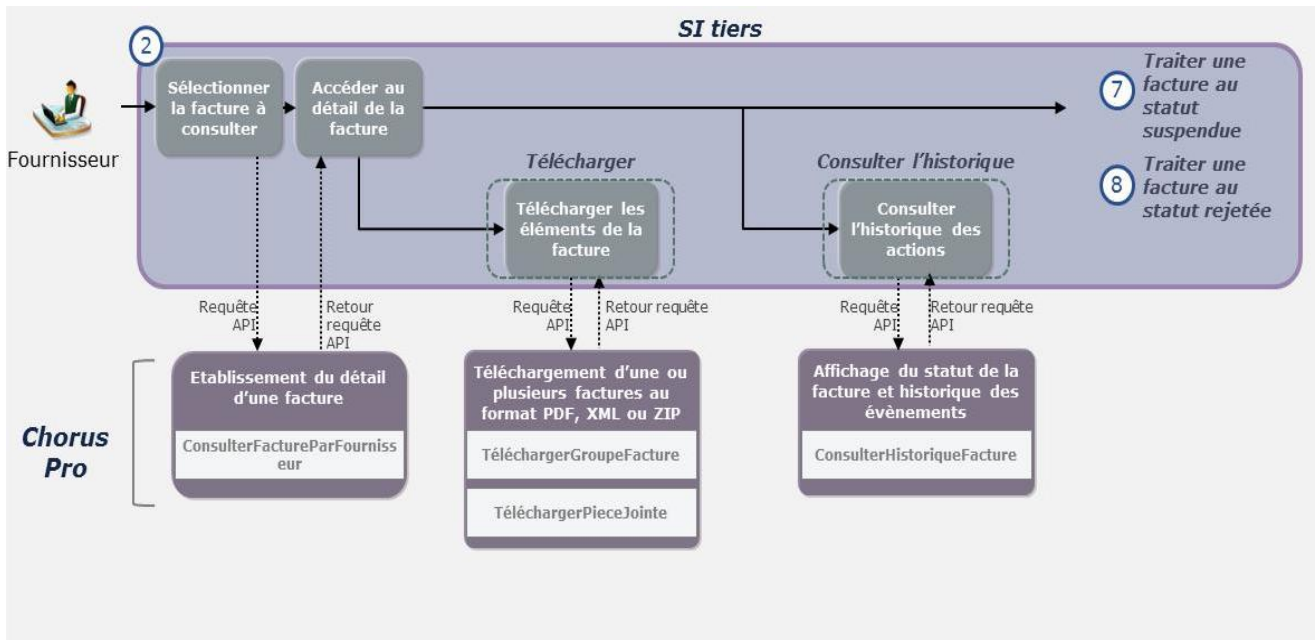 SI tiers
2
Fournisseur
Sélectionner
la facture à
consulter
Accéder au
détail de la
facture
Télécharger
Télécharger les
éléments de la
facture
Consulter l'historique
Consulter
l'historique des
actions
7
Traiter une
facture au
statut
suspendue
8
Traiter une
facture au
statut rejetée
Requête
API
Retour
requête
API
Requête
API
Retour requête
API
Requête
API
Retour requête
API
Chorus
Pro
Etablissement du détail
d'une facture
ConsulterFactureParFourniss
eur
Téléchargement d'une ou
plusieurs factures au
format PDF, XML ou ZIP
TéléchargerGroupeFacture
TéléchargerPieceJointe
Affichage du statut de la
facture et historique des
évènements
ConsulterHistoriqueFacture